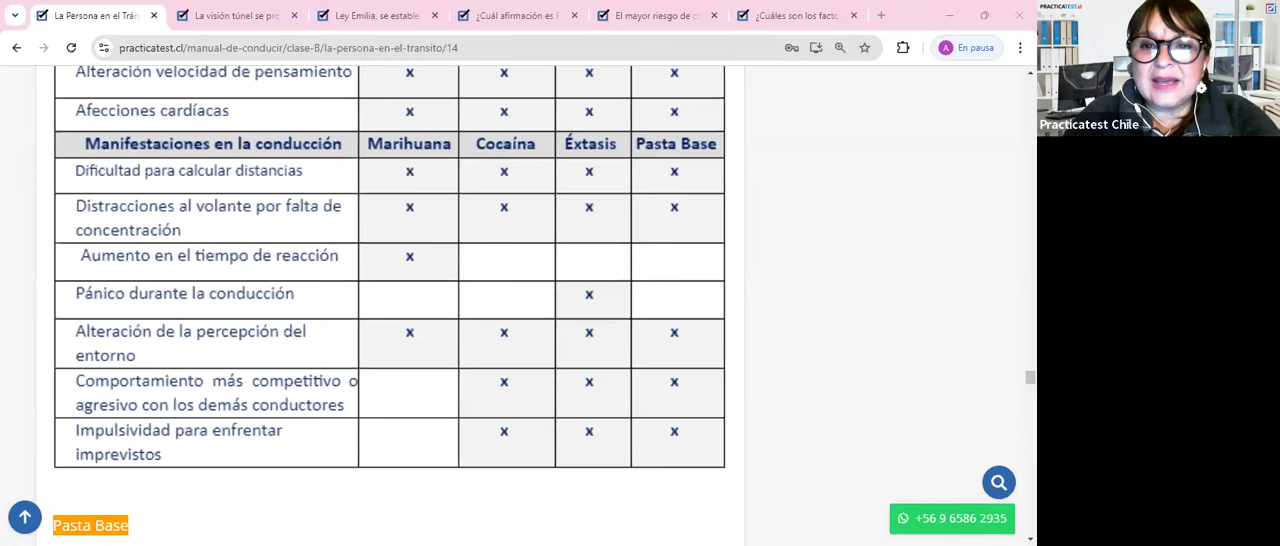 La Persona en el Trán
La visión túnel se pro
Ley Emilia, se estable
¿Cuál afirmación es
El mayor riesgo de c
¿Cuáles son los facto
practicatest.cl/manual-de-conducir/clase-B/la-persona-en-el-transito/14
A En pausa
PRACTICATEST.cl
Practicatest Chile
Alteración velocidad de pensamiento x x x x
Afecciones cardíacas x x x x
Manifestaciones en la conducción Marihuana Cocaína Éxtasis Pasta Base
Dificultad para calcular distancias x x x x
Distracciones al volante por falta de x x x x
concentración
Aumento en el tiempo de reacción x
Pánico durante la conducción x
Alteración de la percepción del x x x x
entorno
Comportamiento más competitivo o x x x
agresivo con los demás conductores
Impulsividad para enfrentar x x x
imprevistos
Pasta Base
+56 9 6586 2935